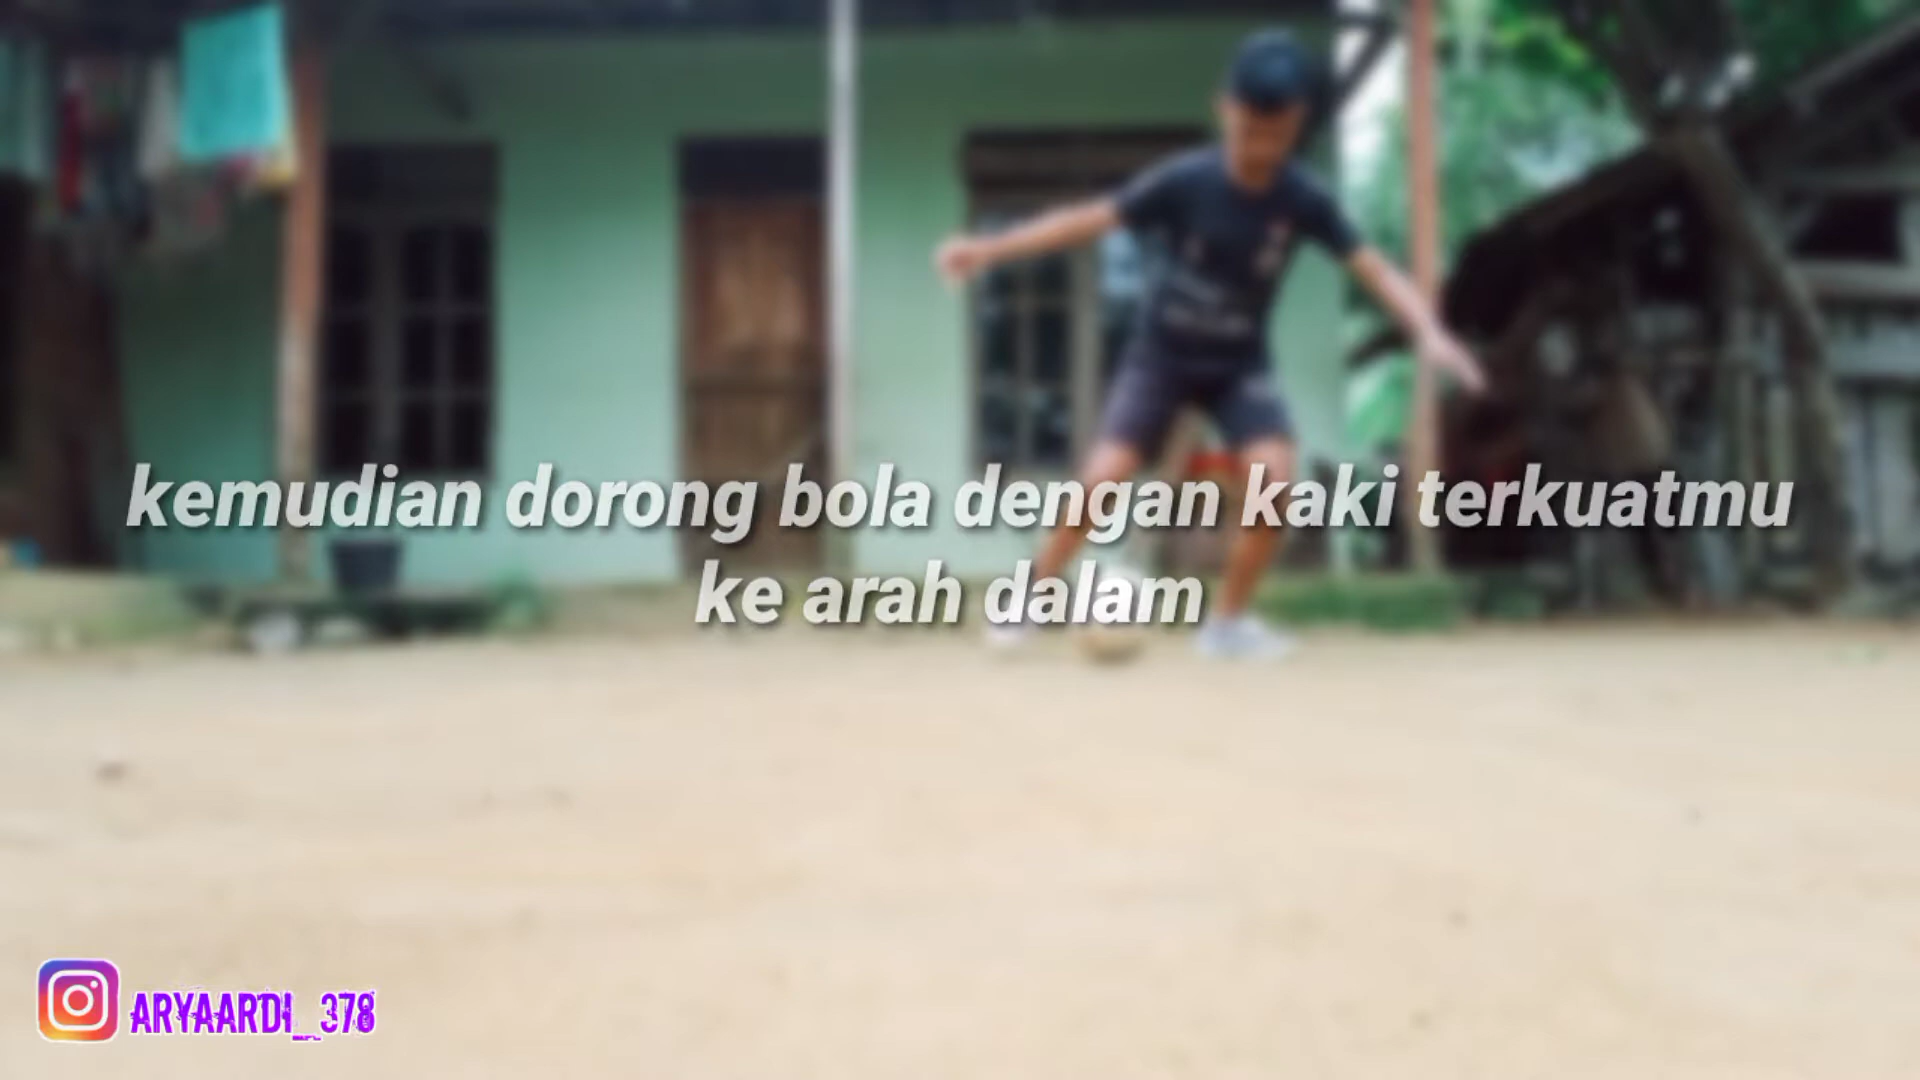 kemudian dorong bola dengan kaki terkuatmu
ke arah dalam
ARYAARDI_378